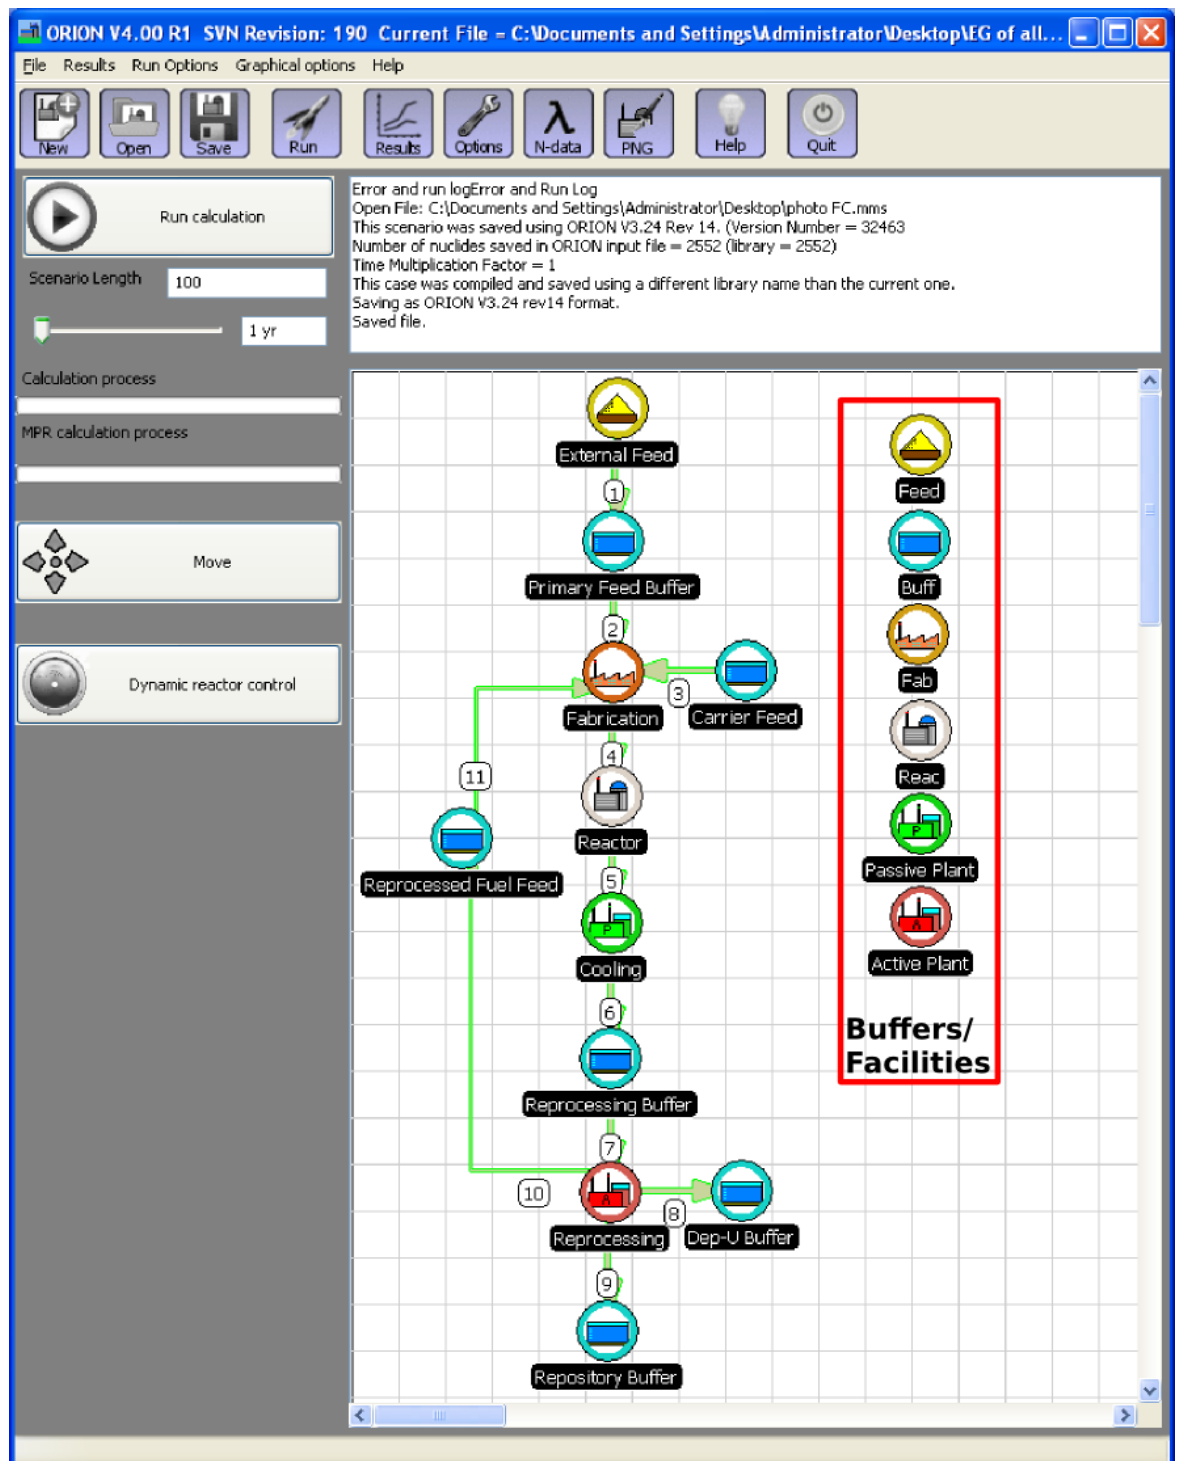 ORION V4.00 R1 SVN Revision: 190 Current File = C:\Documents and Settings\Administrator\Desktop\EG of all...
File Results Run Options Graphical options Help
New Open Save Run Results Options N-data PNG Help Quit
Run calculation
Scenario Length 100
1 yr
Calculation process
MPR calculation process
Move
Dynamic reactor control
Error and run logError and Run Log
Open File: C:\Documents and Settings\Administrator\Desktop\photo FC.mms
This scenario was saved using ORION V3.24 Rev 14. (Version Number = 32463
Number of nuclides saved in ORION input file = 2552 (library = 2552)
Time Multiplication Factor = 1
This case was compiled and saved using a different library name than the current one.
Saving as ORION V3.24 rev14 format.
Saved file.
External Feed
1
Primary Feed Buffer
2
3
Fabrication
Carrier Feed
4
11
Reactor
Reprocessed Fuel Feed
5
P
Cooling
6
Reprocessing Buffer
7
10
A
8
Reprocessing
Dep-U Buffer
9
Repository Buffer
Feed
Buff
Fab
Reac
P
Passive Plant
A
Active Plant
Buffers/
Facilities